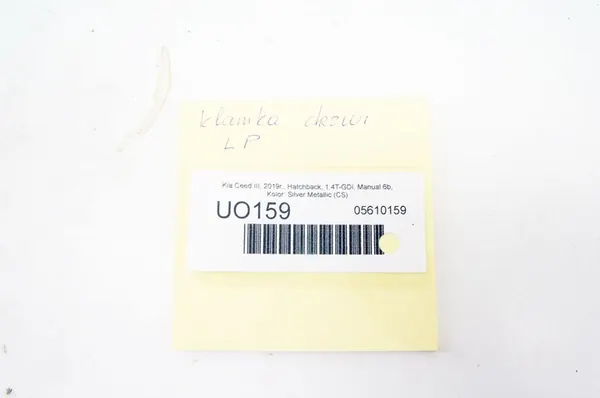 klamka drzwi
LP
Kia Ceed III, 2019r., Hatchback, 1.4T-GDI, Manual 6b,
Kolor: Silver Metallic (CS)
UO159
05610159